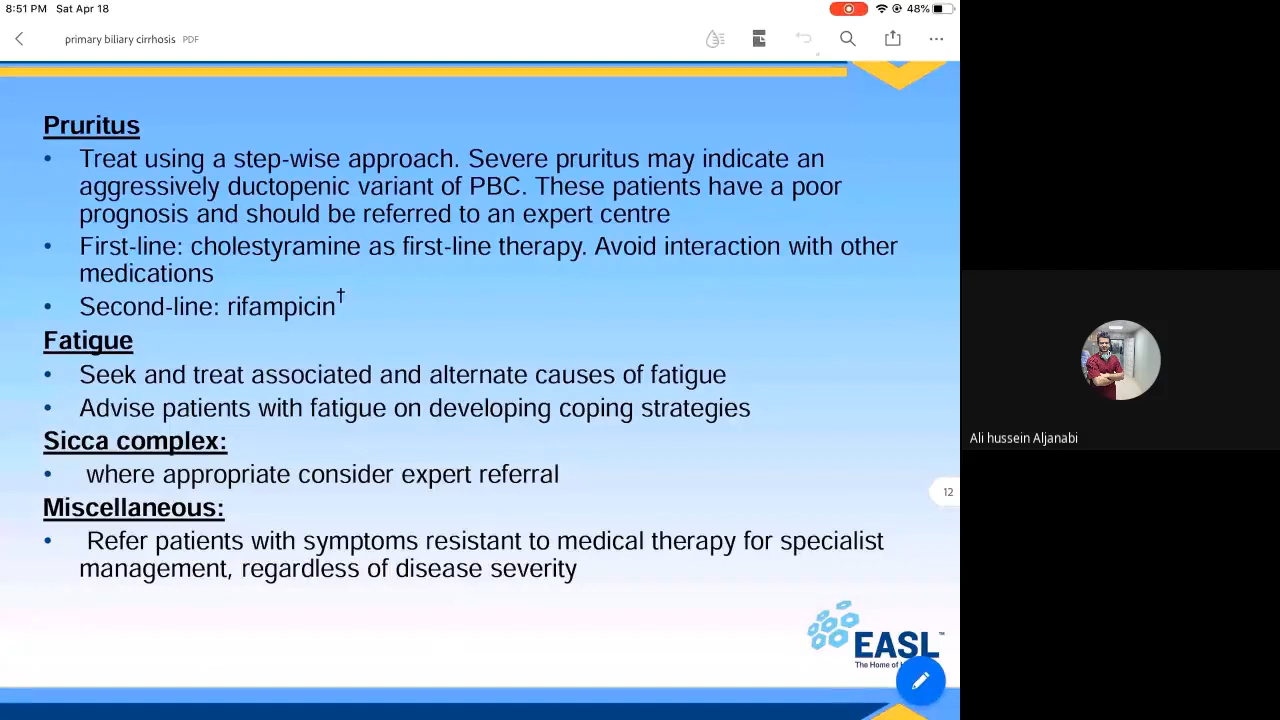 8:51 PM Sat Apr 18
48%
primary biliary cirrhosis PDF
Pruritus
• Treat using a step-wise approach. Severe pruritus may indicate an
aggressively ductopenic variant of PBC. These patients have a poor
prognosis and should be referred to an expert centre
• First-line: cholestyramine as first-line therapy. Avoid interaction with other
medications
• Second-line: rifampicin†
Fatigue
• Seek and treat associated and alternate causes of fatigue
• Advise patients with fatigue on developing coping strategies
Sicca complex:
• where appropriate consider expert referral
Miscellaneous:
• Refer patients with symptoms resistant to medical therapy for specialist
management, regardless of disease severity
12
EASL™
The Home of
Ali hussein Aljanabi